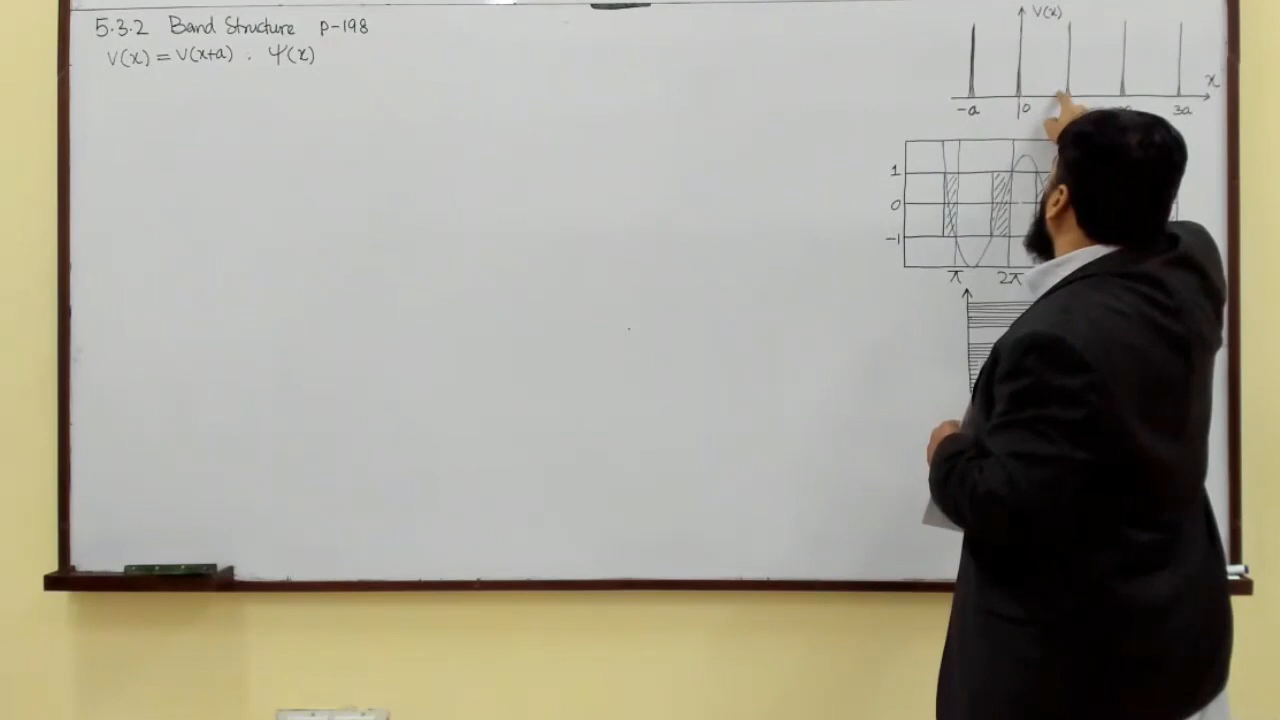 5.3.2 Band Structure p-198
V(x) = V(x+a) . Ψ(x)
V(x)
x
-a 0 3a
1
0
-1
π 2π